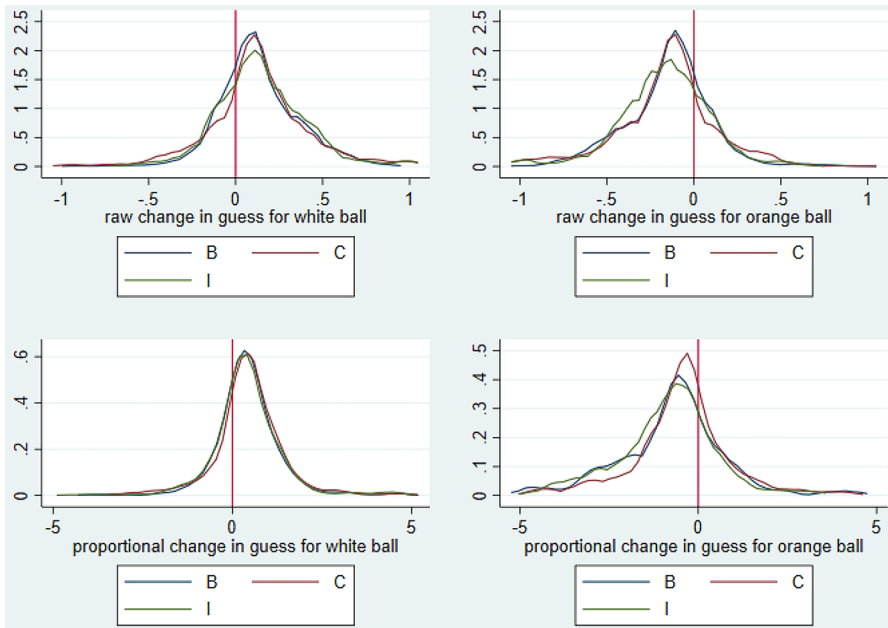 2.5
2
1.5
1
.5
0
-1
-.5
0
.5
1
raw change in guess for white ball
B
C
I
2.5
2
1.5
1
.5
0
-1
-.5
0
.5
1
raw change in guess for orange ball
B
C
I
.6
.4
.2
0
-5
0
5
proportional change in guess for white ball
B
C
I
.5
.4
.3
.2
.1
0
-5
0
5
proportional change in guess for orange ball
B
C
I